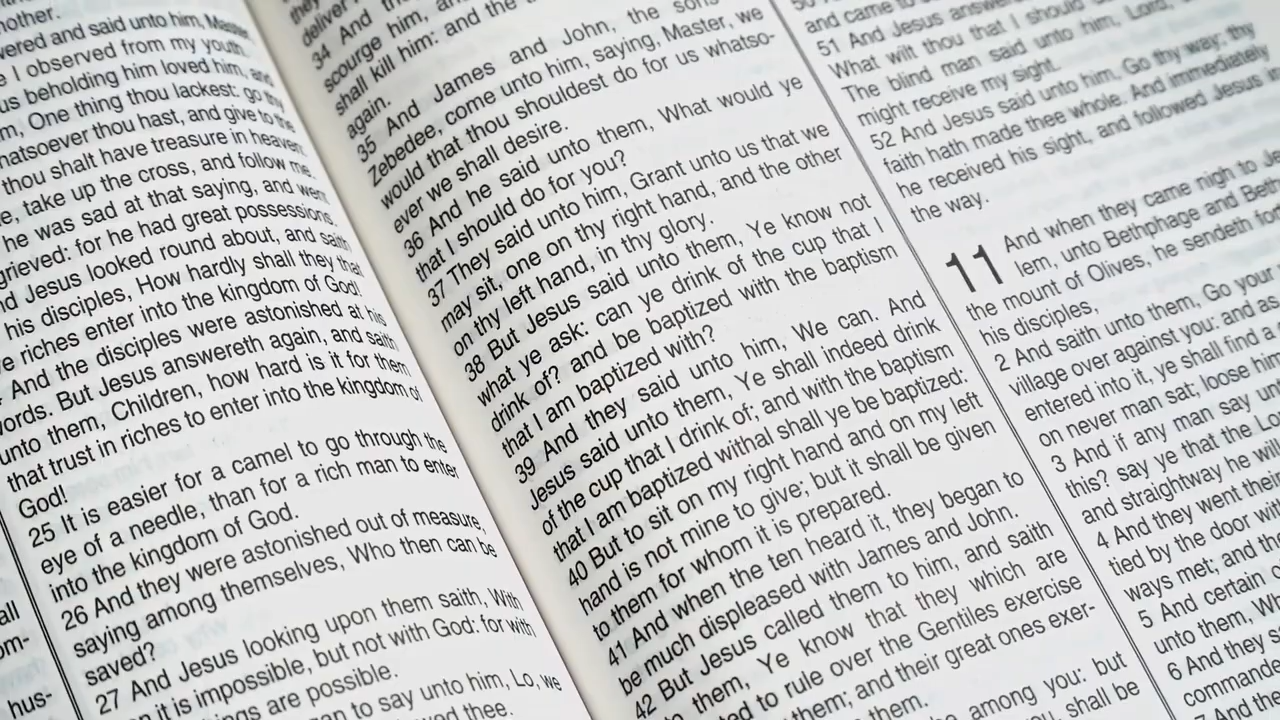 nother.
and said unto him, Master
I observed from my youth.
us beholding him loved him, and
One thing thou lackest: go thy
whatsoever thou hast, and give to the
thou shalt have treasure in heaven:
take up the cross, and follow me.
he was sad at that saying, and went
grieved: for he had great possessions.
Jesus looked round about, and saith
his disciples, How hardly shall they that
riches enter into the kingdom of God!
And the disciples were astonished at his
words. But Jesus answereth again, and saith
unto them, Children, how hard is it for them
that trust in riches to enter into the kingdom of
God!
25 It is easier for a camel to go through the
eye of a needle, than for a rich man to enter
into the kingdom of God.
26 And they were astonished out of measure,
saying among themselves, Who then can be
saved?
27 And Jesus looking upon them saith, With
it is impossible, but not with God: for with
things are possible.
to say unto him, Lo, we
thee.
all
om-
hus-
they
deliver
34 And
scourge him,
shall kill him: and the
again.
35 And James and John, the sons
Zebedee, come unto him, saying, Master, we
would that thou shouldest do for us whatso-
ever we shall desire.
36 And he said unto them, What would ye
that I should do for you?
37 They said unto him, Grant unto us that we
may sit, one on thy right hand, and the other
on thy left hand, in thy glory.
38 But Jesus said unto them, Ye know not
what ye ask: can ye drink of the cup that I
drink of? and be baptized with the baptism
that I am baptized with?
39 And they said unto him, We can. And
Jesus said unto them, Ye shall indeed drink
of the cup that I drink of; and with the baptism
that I am baptized withal shall ye be baptized:
40 But to sit on my right hand and on my left
hand is not mine to give; but it shall be given
to them for whom it is prepared.
41 And when the ten heard it, they began to
be much displeased with James and John.
42 But Jesus called them to him, and saith
to them, Ye know that they which are
ted to rule over the Gentiles exercise
them; and their great ones exer-
them.
among you: but
you, shall be
50
and came to
51 And Jesus answer
What wilt thou that I should
The blind man said unto him, Lord,
might receive my sight.
52 And Jesus said unto him, Go thy way; thy
faith hath made thee whole. And immediately
he received his sight, and followed Jesus in
the way.
11 And when they came nigh to Je
lem, unto Bethphage and Beth
the mount of Olives, he sendeth for
his disciples,
2 And saith unto them, Go your
village over against you: and as
entered into it, ye shall find a
on never man sat; loose him
3 And if any man say un
this? say ye that the Lo
and straightway he will
4 And they went their
tied by the door with
ways met; and the
5 And certain o
unto them, Wh
6 And they s
commande